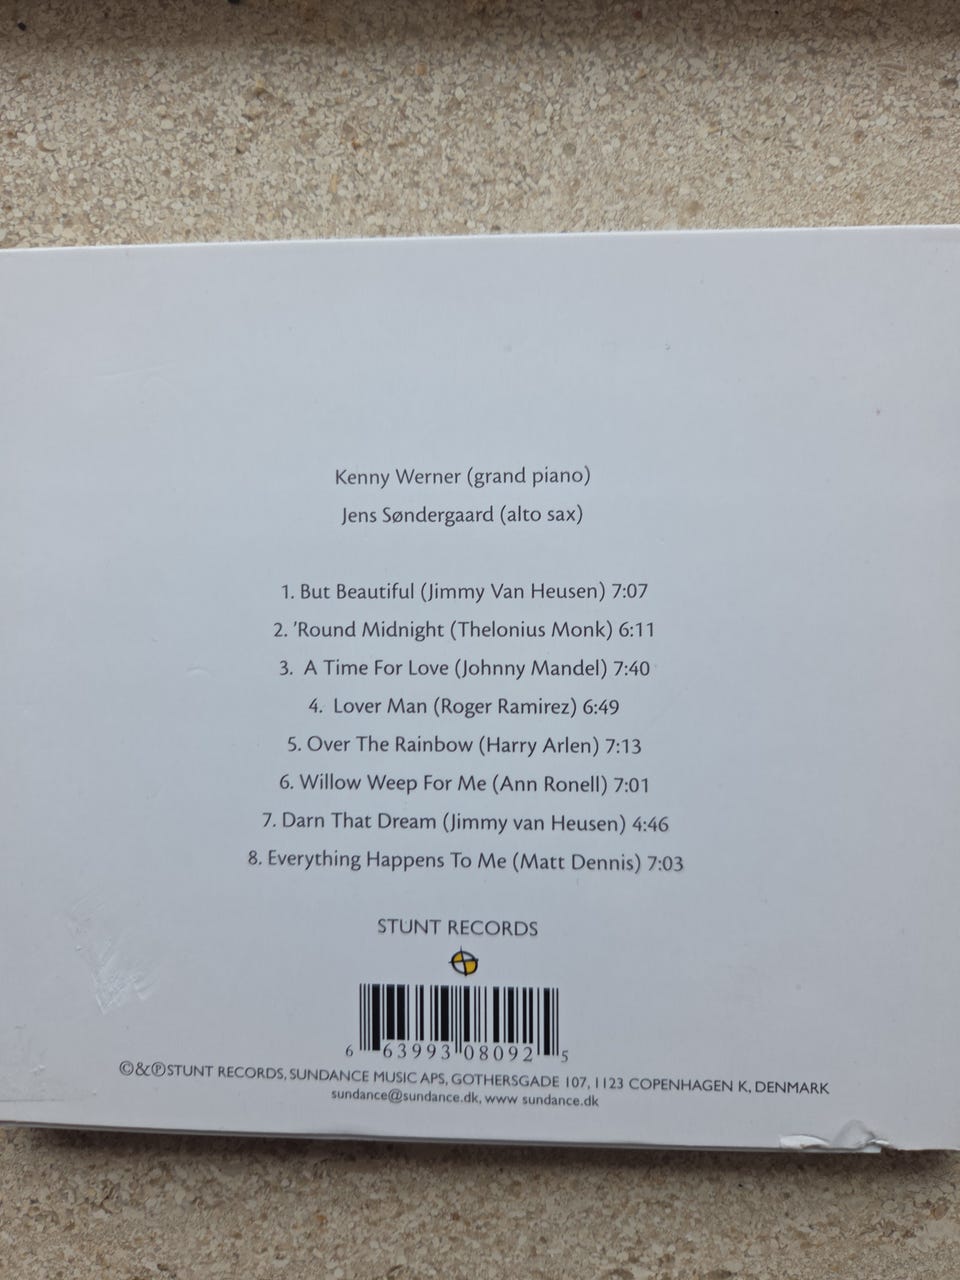 Kenny Werner (grand piano)
Jens Søndergaard (alto sax)
1. But Beautiful (Jimmy Van Heusen) 7:07
2. 'Round Midnight (Thelonius Monk) 6:11
3. A Time For Love (Johnny Mandel) 7:40
4. Lover Man (Roger Ramirez) 6:49
5. Over The Rainbow (Harry Arlen) 7:13
6. Willow Weep For Me (Ann Ronell) 7:01
7. Darn That Dream (Jimmy van Heusen) 4:46
8. Everything Happens To Me (Matt Dennis) 7:03
STUNT RECORDS
6 63993 08092 5
©&℗STUNT RECORDS, SUNDANCE MUSIC APS, GOTHERSGADE 107, 1123 COPENHAGEN K, DENMARK
sundance@sundance.dk, www sundance.dk